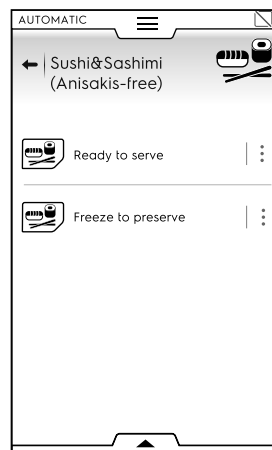 AUTOMATIC
Sushi&Sashimi
(Anisakis-free)
Ready to serve
Freeze to preserve